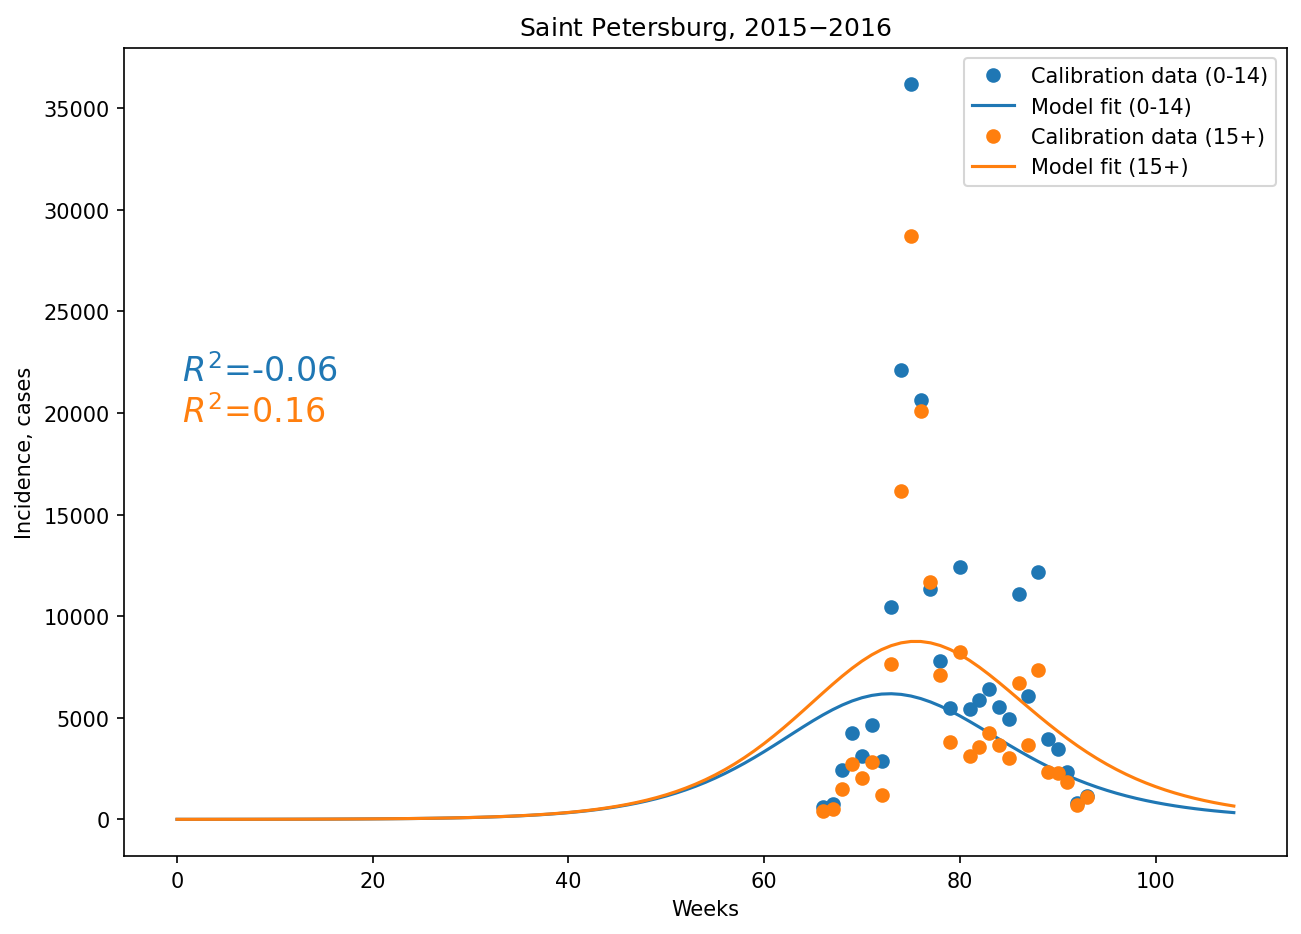 Saint Petersburg, 2015−2016
Calibration data (0-14)
Model fit (0-14)
Calibration data (15+)
Model fit (15+)
35000
30000
25000
20000
15000
10000
5000
0
Incidence, cases
R²=-0.06
R²=0.16
0 20 40 60 80 100
Weeks